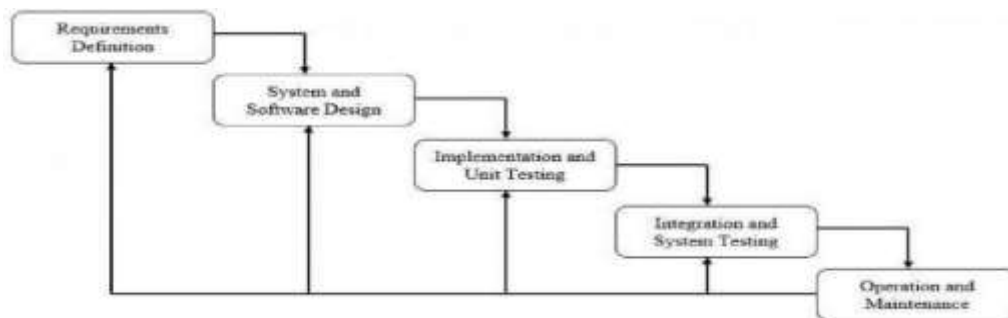 Requirements
Definition
System and
Software Design
Implementation and
Unit Testing
Integration and
System Testing
Operation and
Maintenance